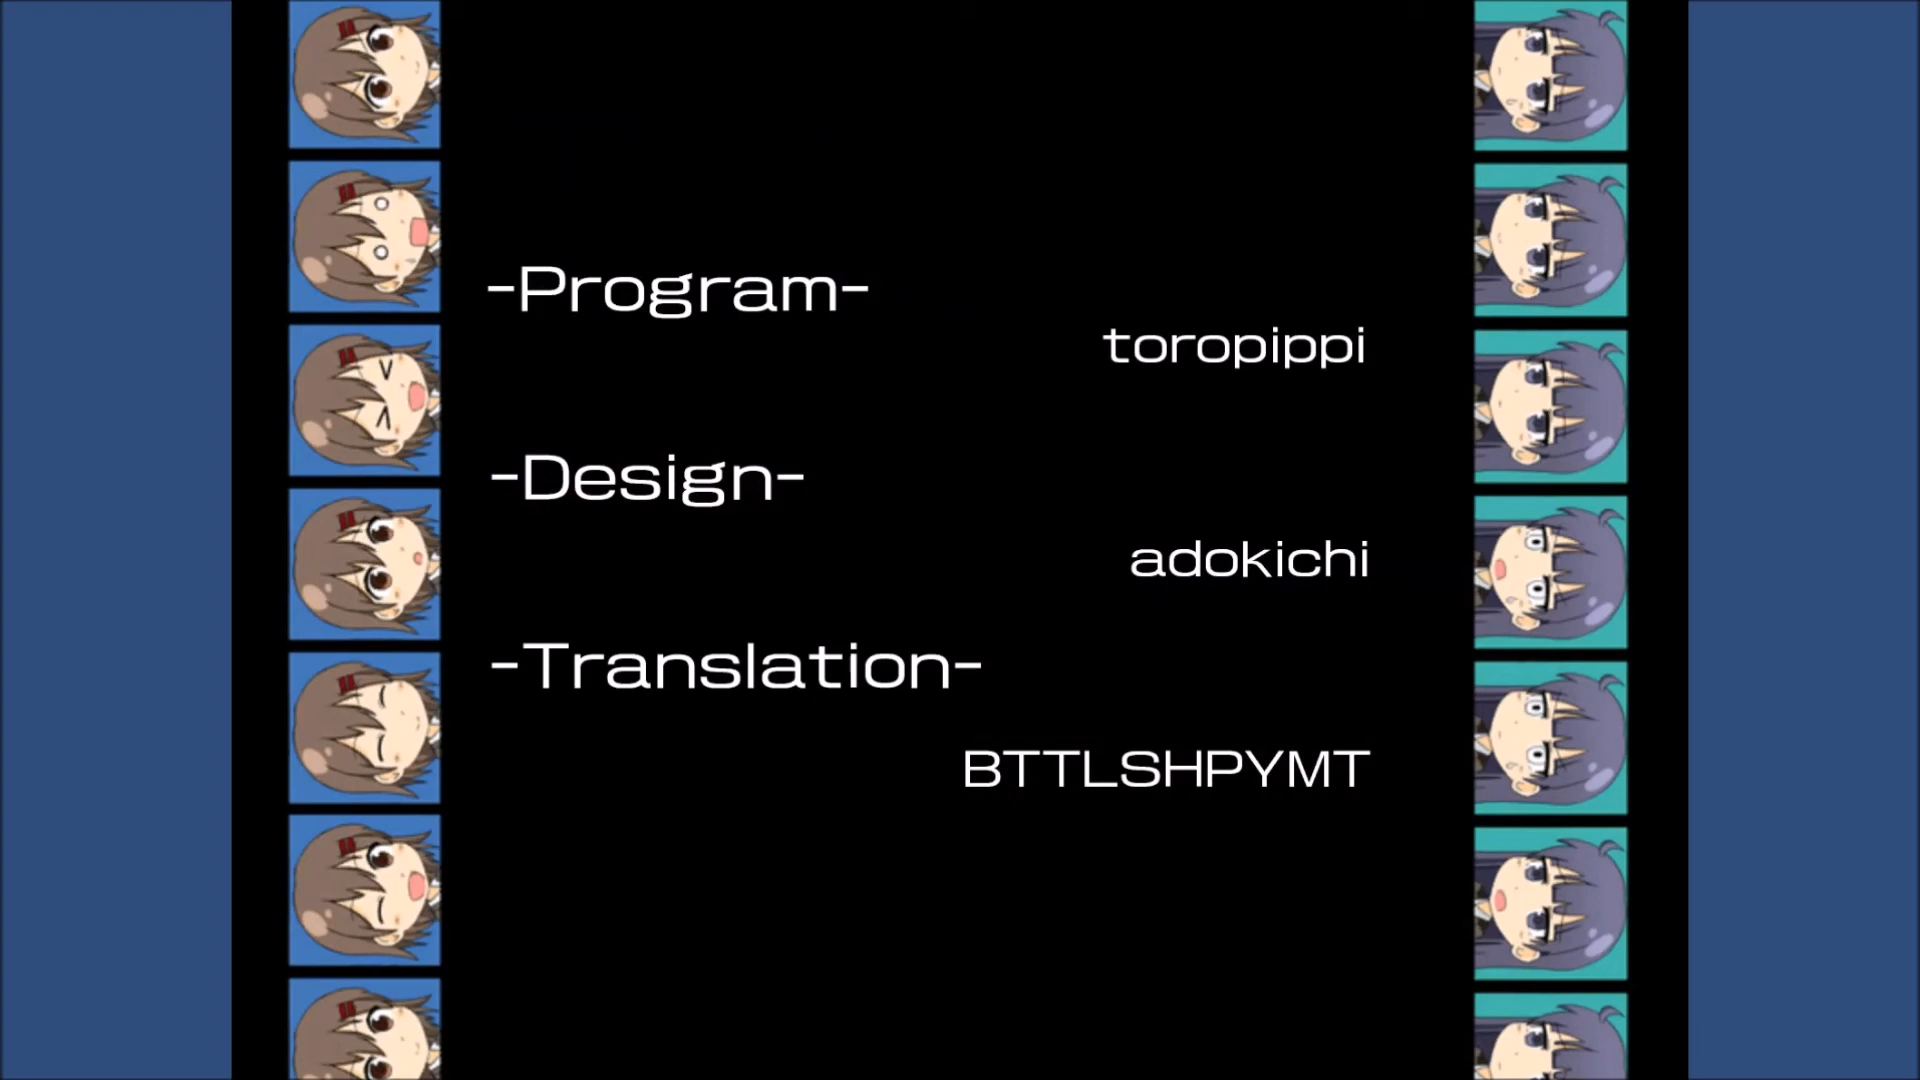 -Program-
toropippi
-Design-
adokichi
-Translation-
BTTLSHPYMT